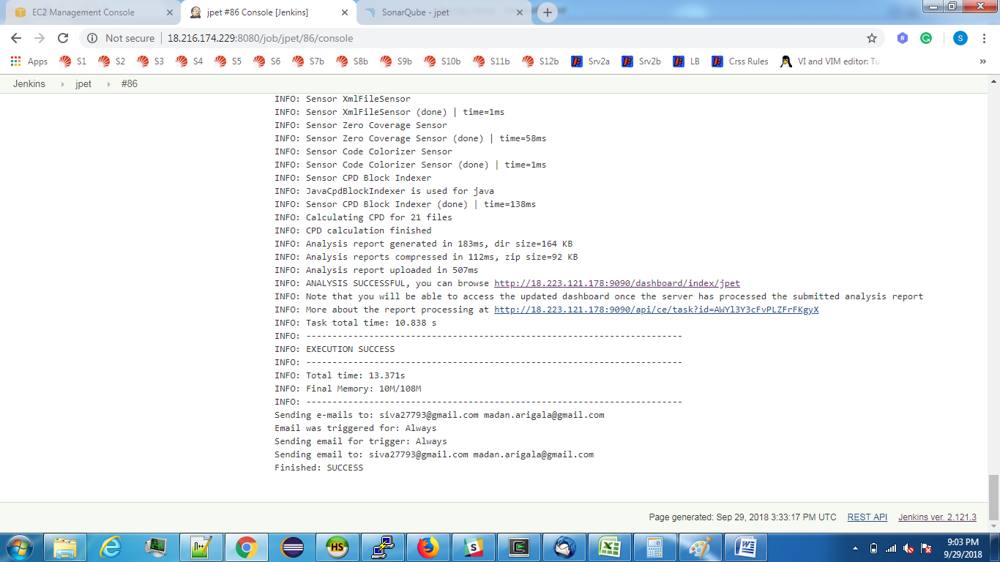 EC2 Management Console
jpet #86 Console [Jenkins]
SonarQube - jpet
Not secure | 18.216.174.229:8080/job/jpet/86/console
S
Apps S1 S2 S3 S4 S5 S6 S7b S8b S9b S10b S11b S12b Srv2a Srv2b LB Crss Rules VI and VIM editor: Tu
Jenkins jpet #86
INFO: Sensor XmlFileSensor
INFO: Sensor XmlFileSensor (done) | time=1ms
INFO: Sensor Zero Coverage Sensor
INFO: Sensor Zero Coverage Sensor (done) | time=58ms
INFO: Sensor Code Colorizer Sensor
INFO: Sensor Code Colorizer Sensor (done) | time=1ms
INFO: Sensor CPD Block Indexer
INFO: JavaCpdBlockIndexer is used for java
INFO: Sensor CPD Block Indexer (done) | time=138ms
INFO: Calculating CPD for 21 files
INFO: CPD calculation finished
INFO: Analysis report generated in 183ms, dir size=164 KB
INFO: Analysis reports compressed in 112ms, zip size=92 KB
INFO: Analysis report uploaded in 507ms
INFO: ANALYSIS SUCCESSFUL, you can browse http://18.223.121.178:9090/dashboard/index/jpet
INFO: Note that you will be able to access the updated dashboard once the server has processed the submitted analysis report
INFO: More about the report processing at http://18.223.121.178:9090/api/ce/task?id=AWYl3Y3cFvPLZFrFKgyX
INFO: Task total time: 10.838 s
INFO: ------------------------------------------------------------------------
INFO: EXECUTION SUCCESS
INFO: ------------------------------------------------------------------------
INFO: Total time: 13.371s
INFO: Final Memory: 10M/108M
INFO: ------------------------------------------------------------------------
Sending e-mails to: siva27793@gmail.com madan.arigala@gmail.com
Email was triggered for: Always
Sending email for trigger: Always
Sending email to: siva27793@gmail.com madan.arigala@gmail.com
Finished: SUCCESS
Page generated: Sep 29, 2018 3:33:17 PM UTC REST API Jenkins ver. 2.121.3
9:03 PM
9/29/2018